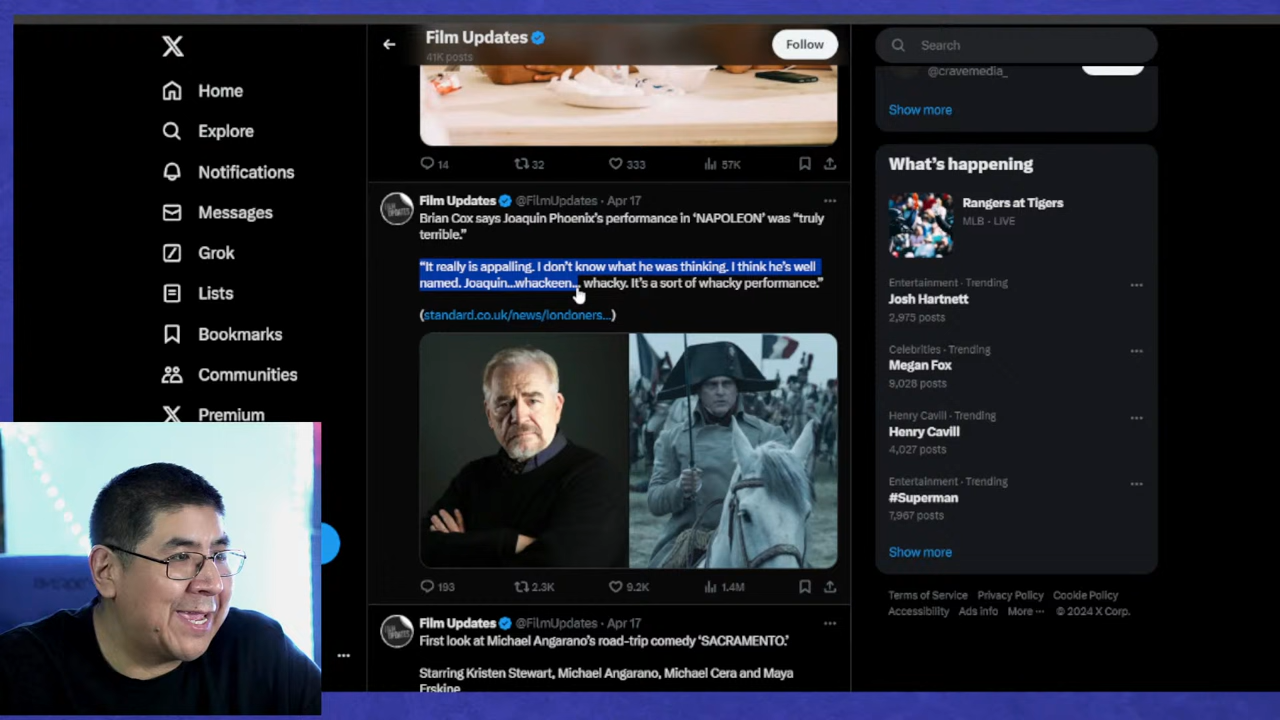 Home
Explore
Notifications
Messages
Grok
Lists
Bookmarks
Communities
Premium
Film Updates
41K posts
Follow
14
32
333
57K
Film Updates @FilmUpdates · Apr 17
Brian Cox says Joaquin Phoenix's performance in ‘NAPOLEON’ was “truly
terrible.”
“It really is appalling. I don't know what he was thinking. I think he's well
named. Joaquin...whackeen... whacky. It's a sort of whacky performance.”
(standard.co.uk/news/londoners…)
193
2.3K
9.2K
1.4M
Film Updates @FilmUpdates · Apr 17
First look at Michael Angarano's road-trip comedy ‘SACRAMENTO.’
Starring Kristen Stewart, Michael Angarano, Michael Cera and Maya
Erskine
Search
@cravemedia_
Show more
What's happening
Rangers at Tigers
MLB · LIVE
Entertainment · Trending
Josh Hartnett
2,975 posts
Celebrities · Trending
Megan Fox
9,028 posts
Henry Cavill · Trending
Henry Cavill
4,027 posts
Entertainment · Trending
#Superman
7,967 posts
Show more
Terms of Service Privacy Policy Cookie Policy
Accessibility Ads info More ··· © 2024 X Corp.